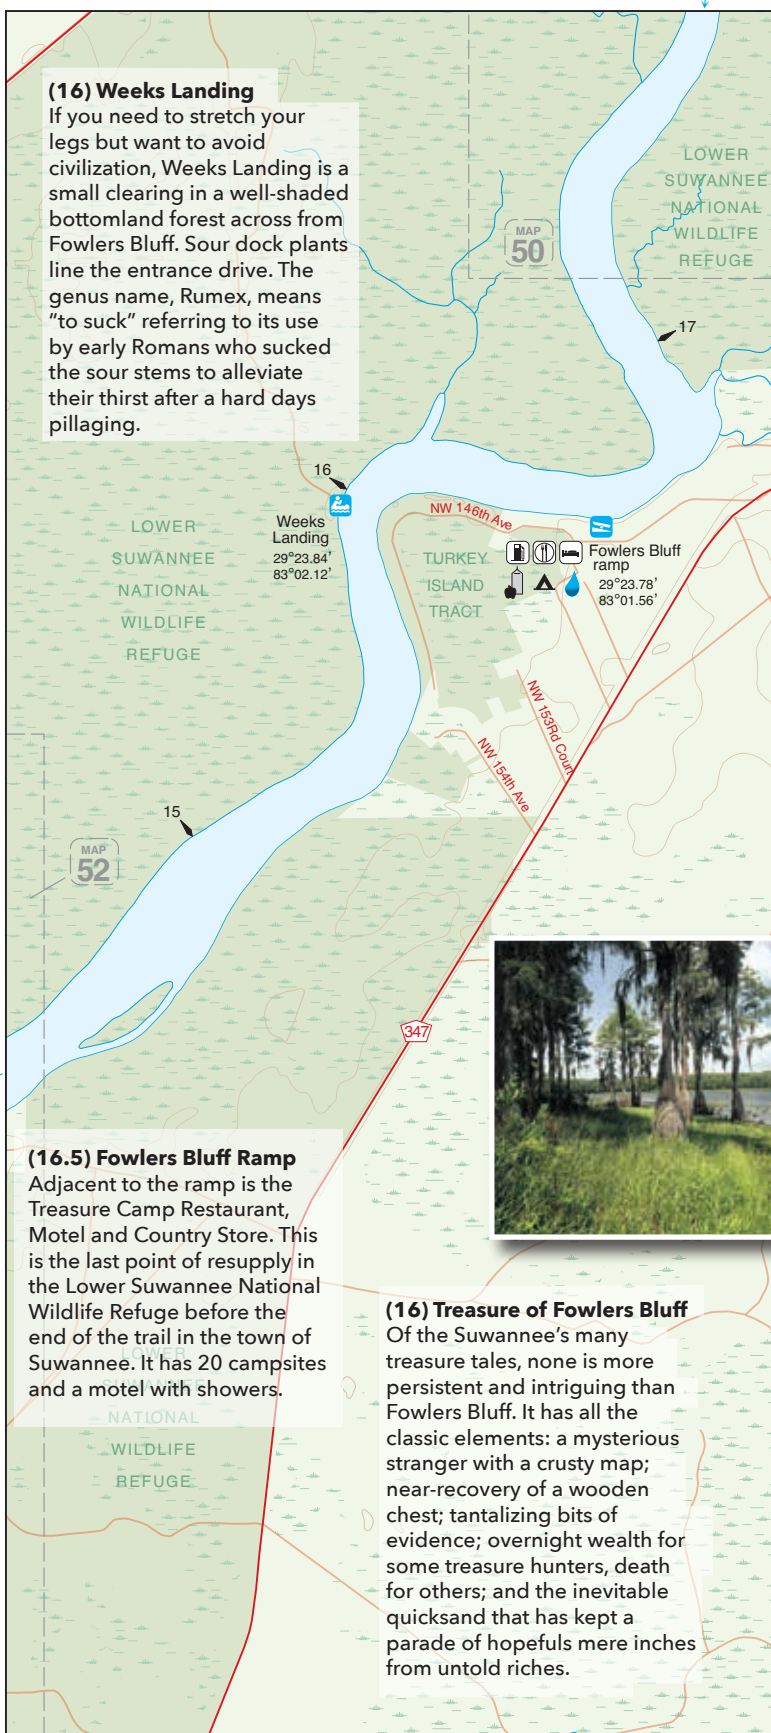 (16) Weeks Landing
If you need to stretch your
legs but want to avoid
civilization, Weeks Landing is a
small clearing in a well-shaded
bottomland forest across from
Fowlers Bluff. Sour dock plants
line the entrance drive. The
genus name, Rumex, means
“to suck” referring to its use
by early Romans who sucked
the sour stems to alleviate
their thirst after a hard days
pillaging.
LOWER
SUWANNEE
NATIONAL
WILDLIFE
REFUGE
MAP
50
17
16
Weeks
Landing
29°23.84’
83°02.12’
LOWER
SUWANNEE
NATIONAL
WILDLIFE
REFUGE
NW 146th Ave
TURKEY
ISLAND
TRACT
Fowlers Bluff
ramp
29°23.78’
83°01.56’
NW 153Rd Court
NW 154th Ave
15
MAP
52
347
(16.5) Fowlers Bluff Ramp
Adjacent to the ramp is the
Treasure Camp Restaurant,
Motel and Country Store. This
is the last point of resupply in
the Lower Suwannee National
Wildlife Refuge before the
end of the trail in the town of
Suwannee. It has 20 campsites
and a motel with showers.
LOWER
SUWANNEE
NATIONAL
WILDLIFE
REFUGE
(16) Treasure of Fowlers Bluff
Of the Suwannee’s many
treasure tales, none is more
persistent and intriguing than
Fowlers Bluff. It has all the
classic elements: a mysterious
stranger with a crusty map;
near-recovery of a wooden
chest; tantalizing bits of
evidence; overnight wealth for
some treasure hunters, death
for others; and the inevitable
quicksand that has kept a
parade of hopefuls mere inches
from untold riches.